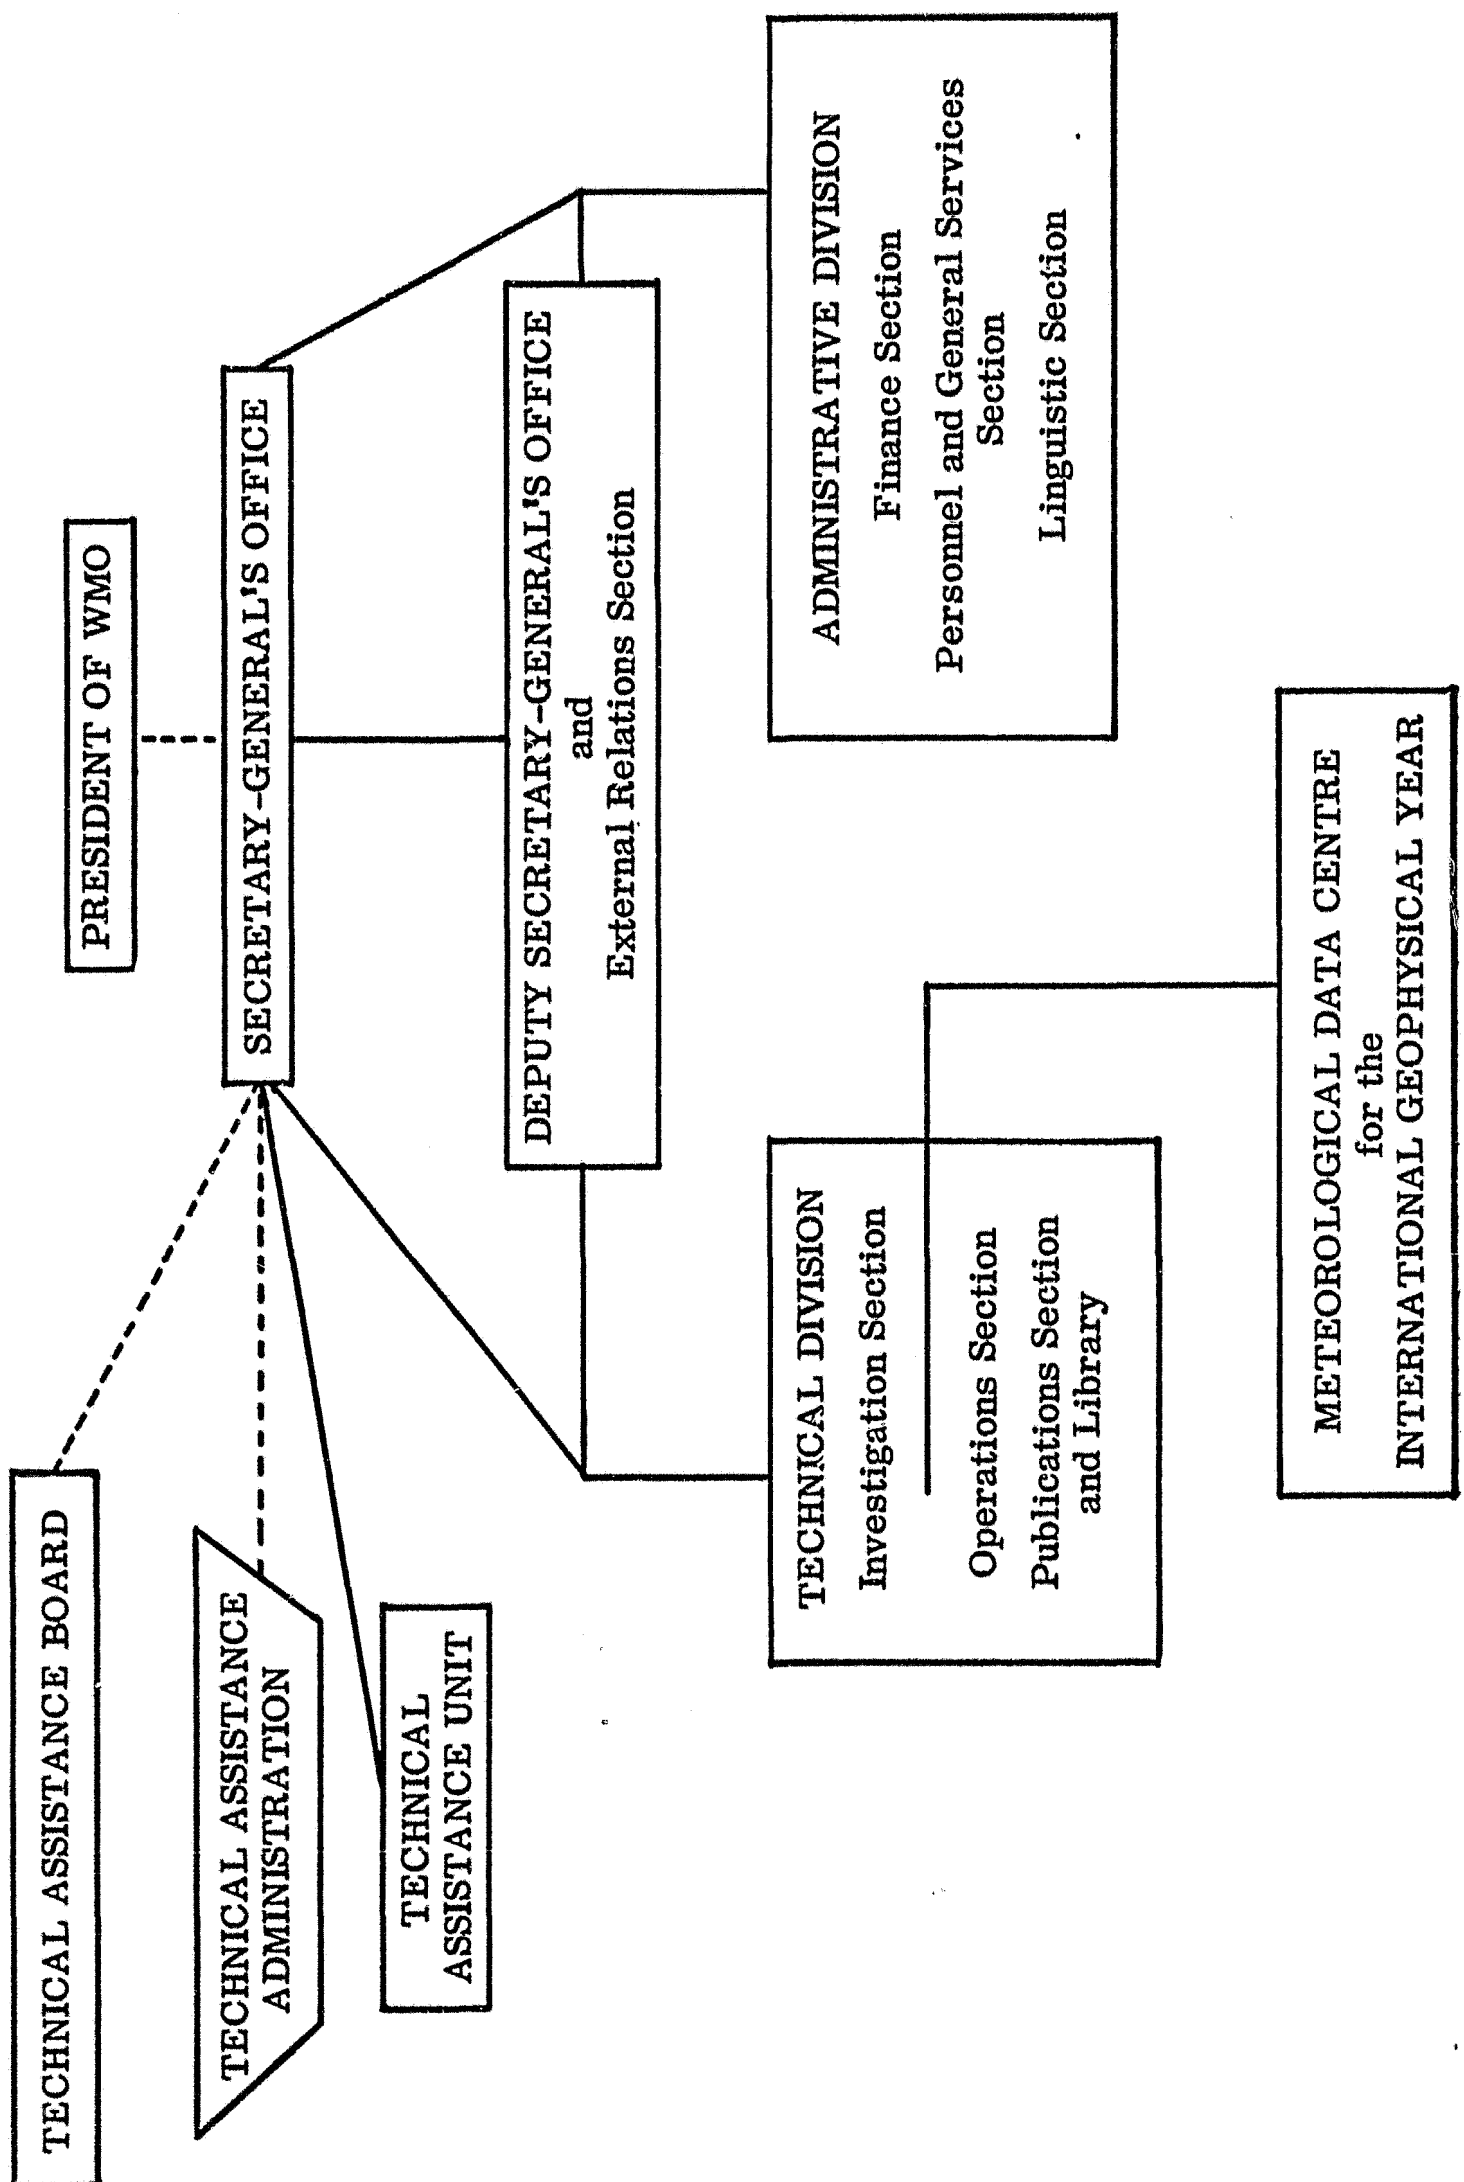 PRESIDENT OF WMO
TECHNICAL ASSISTANCE BOARD
SECRETARY-GENERAL'S OFFICE
TECHNICAL ASSISTANCE
ADMINISTRATION
TECHNICAL
ASSISTANCE UNIT
DEPUTY SECRETARY-GENERAL'S OFFICE
and
External Relations Section
TECHNICAL DIVISION
Investigation Section
Operations Section
Publications Section
and Library
ADMINISTRATIVE DIVISION
Finance Section
Personnel and General Services
Section
Linguistic Section
METEOROLOGICAL DATA CENTRE
for the
INTERNATIONAL GEOPHYSICAL YEAR